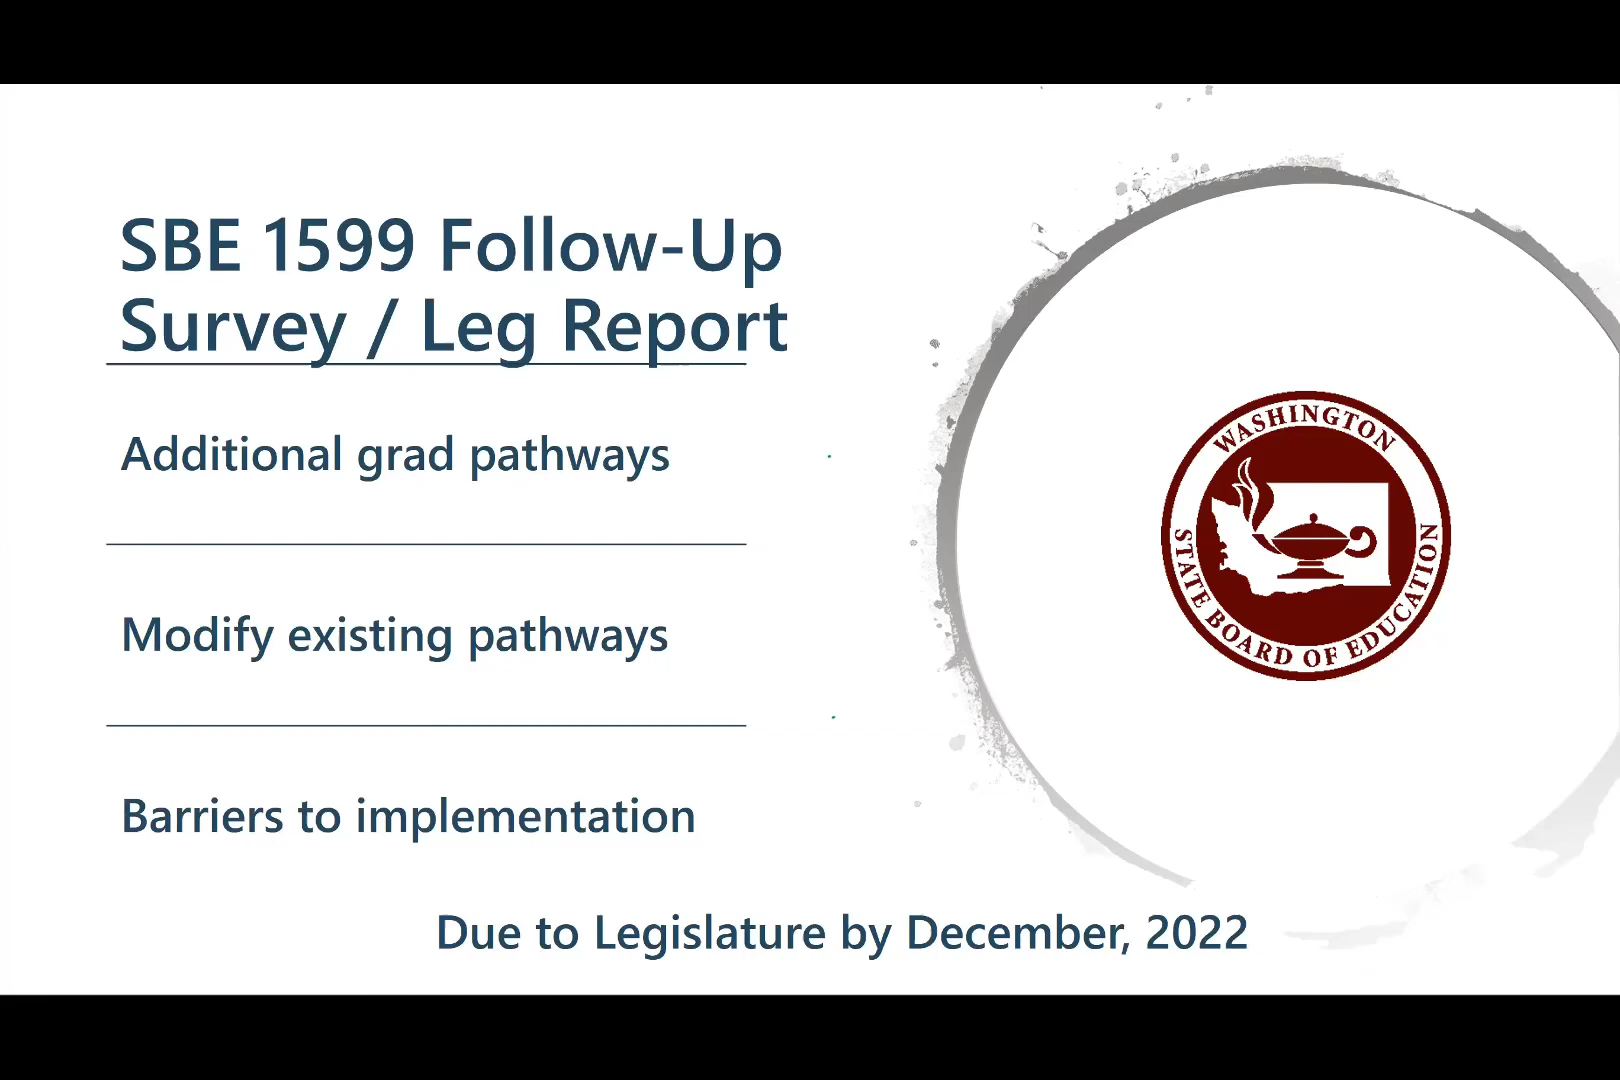 SBE 1599 Follow-Up
Survey / Leg Report
Additional grad pathways
Modify existing pathways
Barriers to implementation
Due to Legislature by December, 2022
WASHINGTON
STATE BOARD OF EDUCATION